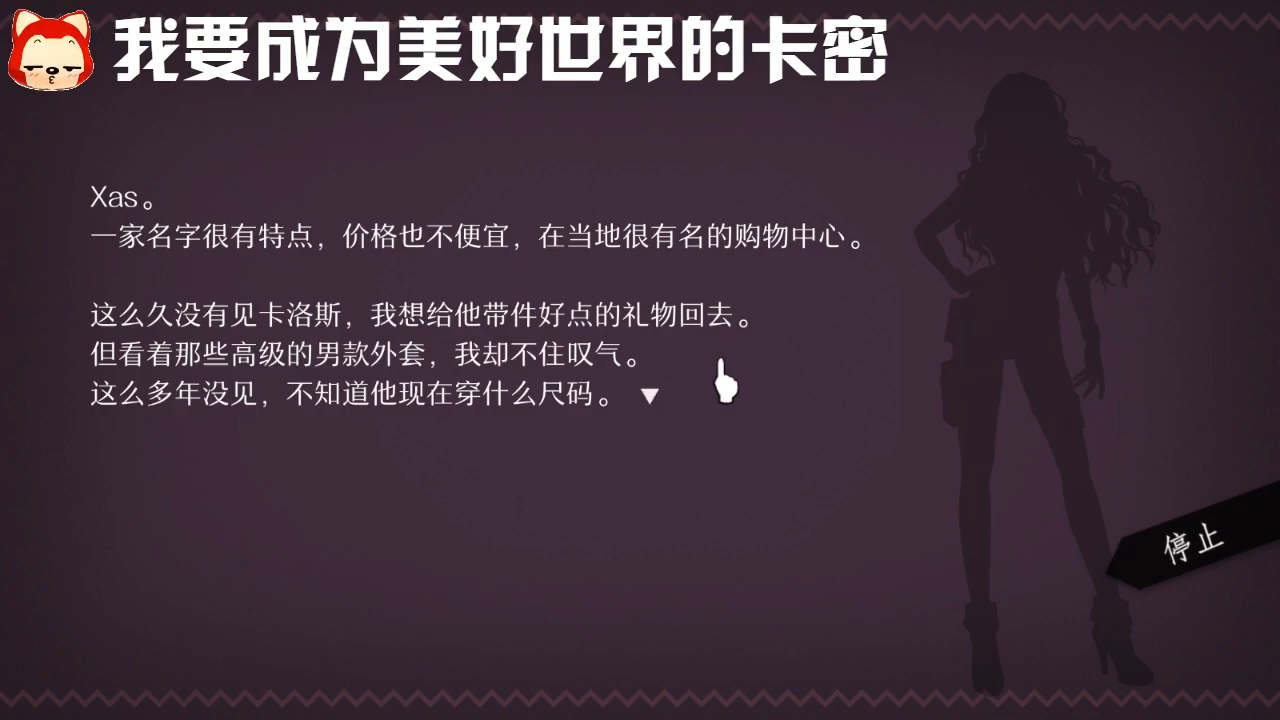 我要成为美好世界的卡密
Xas。
一家名字很有特点，价格也不便宜，在当地很有名的购物中心。
这么久没有见卡洛斯，我想给他带件好点的礼物回去。
但看着那些高级的男款外套，我却不住叹气。
这么多年没见，不知道他现在穿什么尺码。
停止